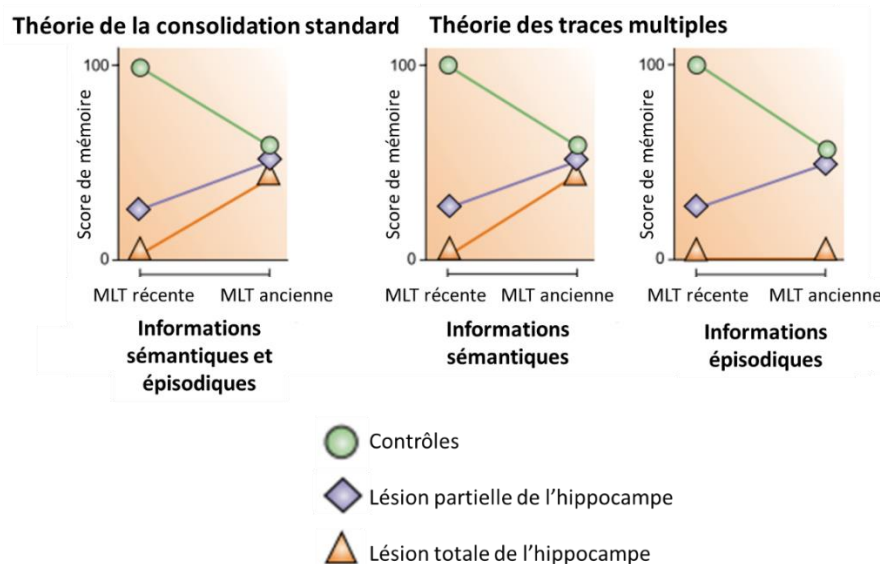 Théorie de la consolidation standard
Théorie des traces multiples
100
Score de mémoire
0
MLT récente MLT ancienne
Informations
sémantiques et
épisodiques
100
Score de mémoire
0
MLT récente MLT ancienne
Informations
sémantiques
100
Score de mémoire
0
MLT récente MLT ancienne
Informations
épisodiques
Contrôles
Lésion partielle de l'hippocampe
Lésion totale de l'hippocampe